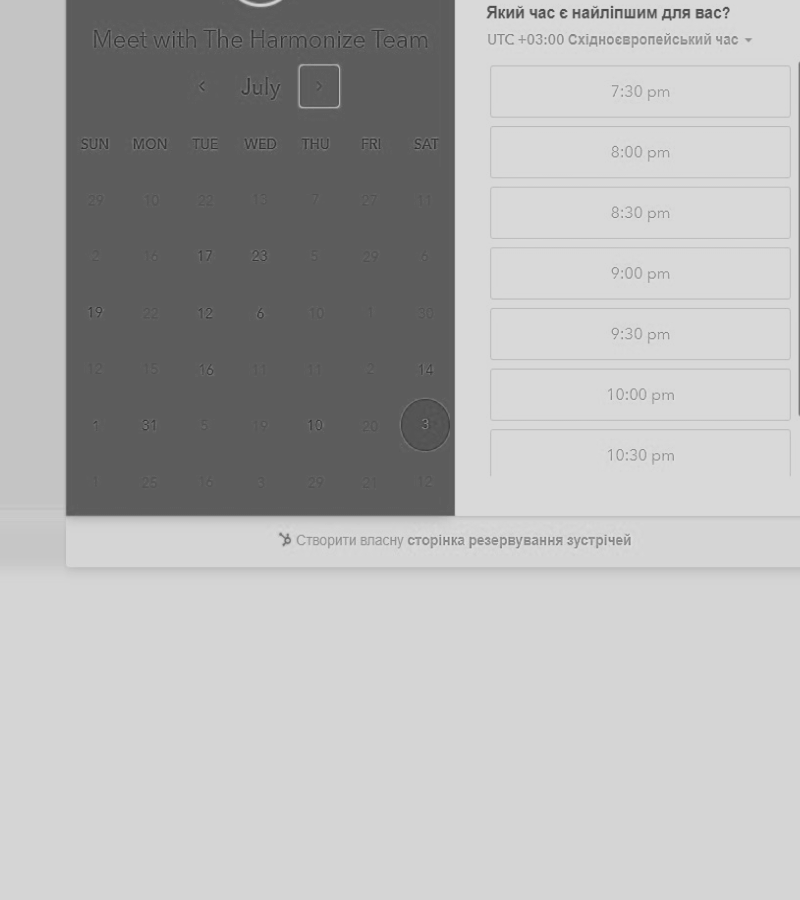 Meet with The Harmonize Team
July
SUN MON TUE WED THU FRI SAT
29 10 22 15 7 27 11
2 16 17 23 5 29 6
19 22 12 6 10 1 30
12 15 16 11 11 2 14
1 31 5 19 10 20 3
1 25 16 3 29 21 12
Який час є найліпшим для вас?
UTC +03:00 Східноєвропейський час
7:30 pm
8:00 pm
8:30 pm
9:00 pm
9:30 pm
10:00 pm
10:30 pm
Створити власну сторінка резервування зустрічей